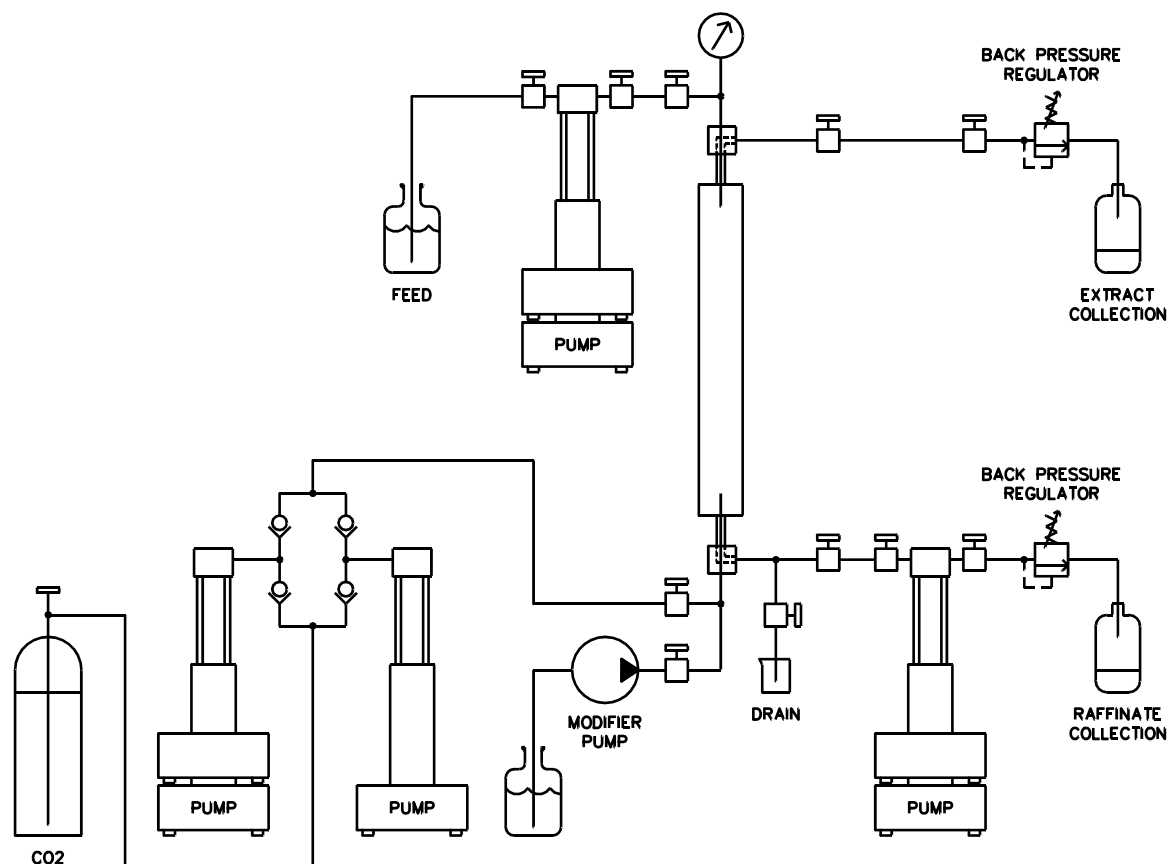 BACK PRESSURE
REGULATOR
FEED
EXTRACT
COLLECTION
PUMP
BACK PRESSURE
REGULATOR
MODIFIER
PUMP
DRAIN
RAFFINATE
COLLECTION
PUMP
PUMP
PUMP
CO2